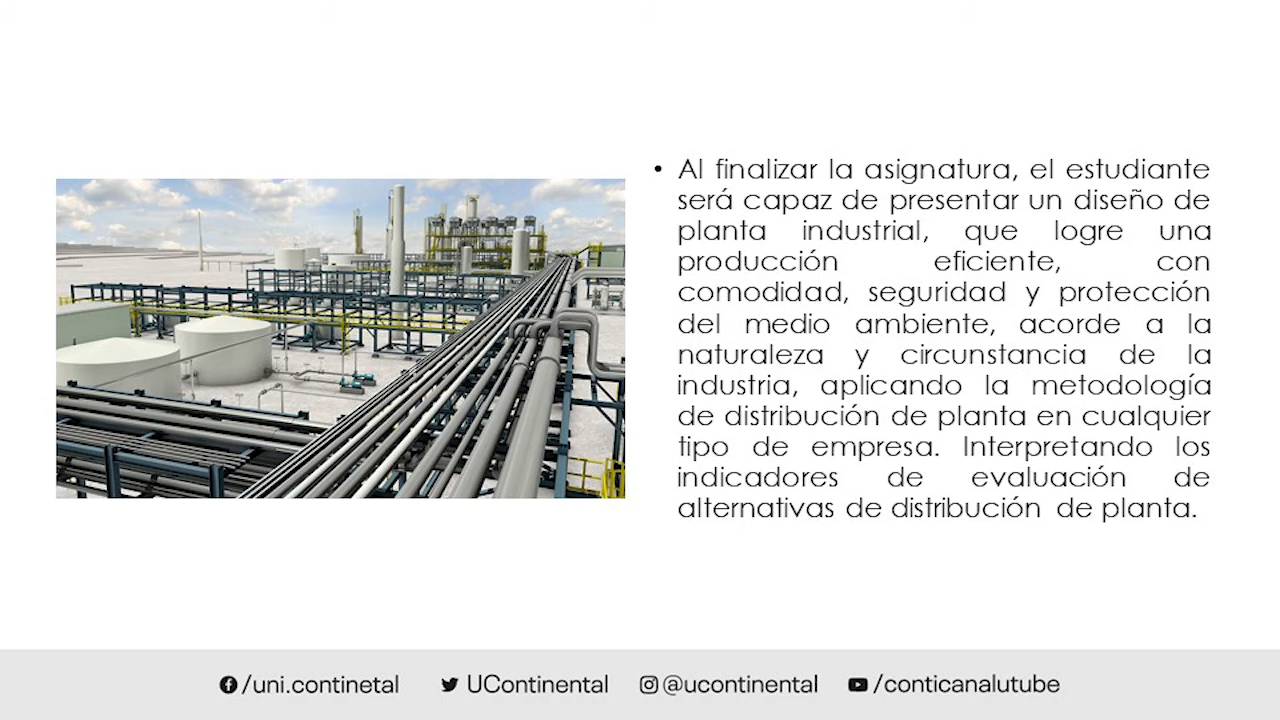 • Al finalizar la asignatura, el estudiante
será capaz de presentar un diseño de
planta industrial, que logre una
producción eficiente, con
comodidad, seguridad y protección
del medio ambiente, acorde a la
naturaleza y circunstancia de la
industria, aplicando la metodología
de distribución de planta en cualquier
tipo de empresa. Interpretando los
indicadores de evaluación de
alternativas de distribución de planta.
/uni.continetal UContinental @ucontinental /conticanalutube